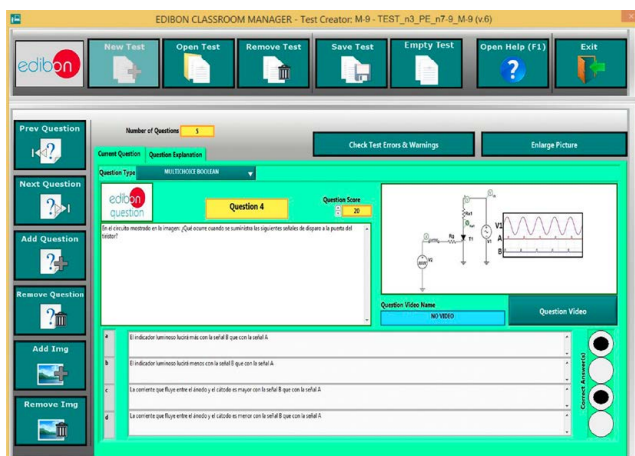 EDIBON CLASSROOM MANAGER - Test Creator: M-9 - TEST_n3_PE_n7-9_M-9 (v.6)
edibon
New Test
Open Test
Remove Test
Save Test
Empty Test
Open Help (F1)
Exit
Prev Question
Number of Questions 5
Check Test Errors & Warnings
Enlarge Picture
Current Question
Question Explanation
Question Type MULTICHOICE BOOLEAN
Next Question
edibon
question
Question 4
Question Score
20
En el circuito mostrado en la imagen: ¿Qué ocurre cuando se suministra las siguientes señales de disparo a la puerta del
tiristor?
V1
A
B
Rg
T1
V1
V2
Add Question
Remove Question
Question Video Name
NO VIDEO
Question Video
Add Img
Remove Img
a El indicador luminoso lucirá más con la señal B que con la señal A
b El indicador luminoso lucirá menos con la señal B que con la señal A
c La corriente que fluye entre el ánodo y el cátodo es mayor con la señal B que con la señal A
d La corriente que fluye entre el ánodo y el cátodo es menor con la señal B que con la señal A
Correct Answer(s)